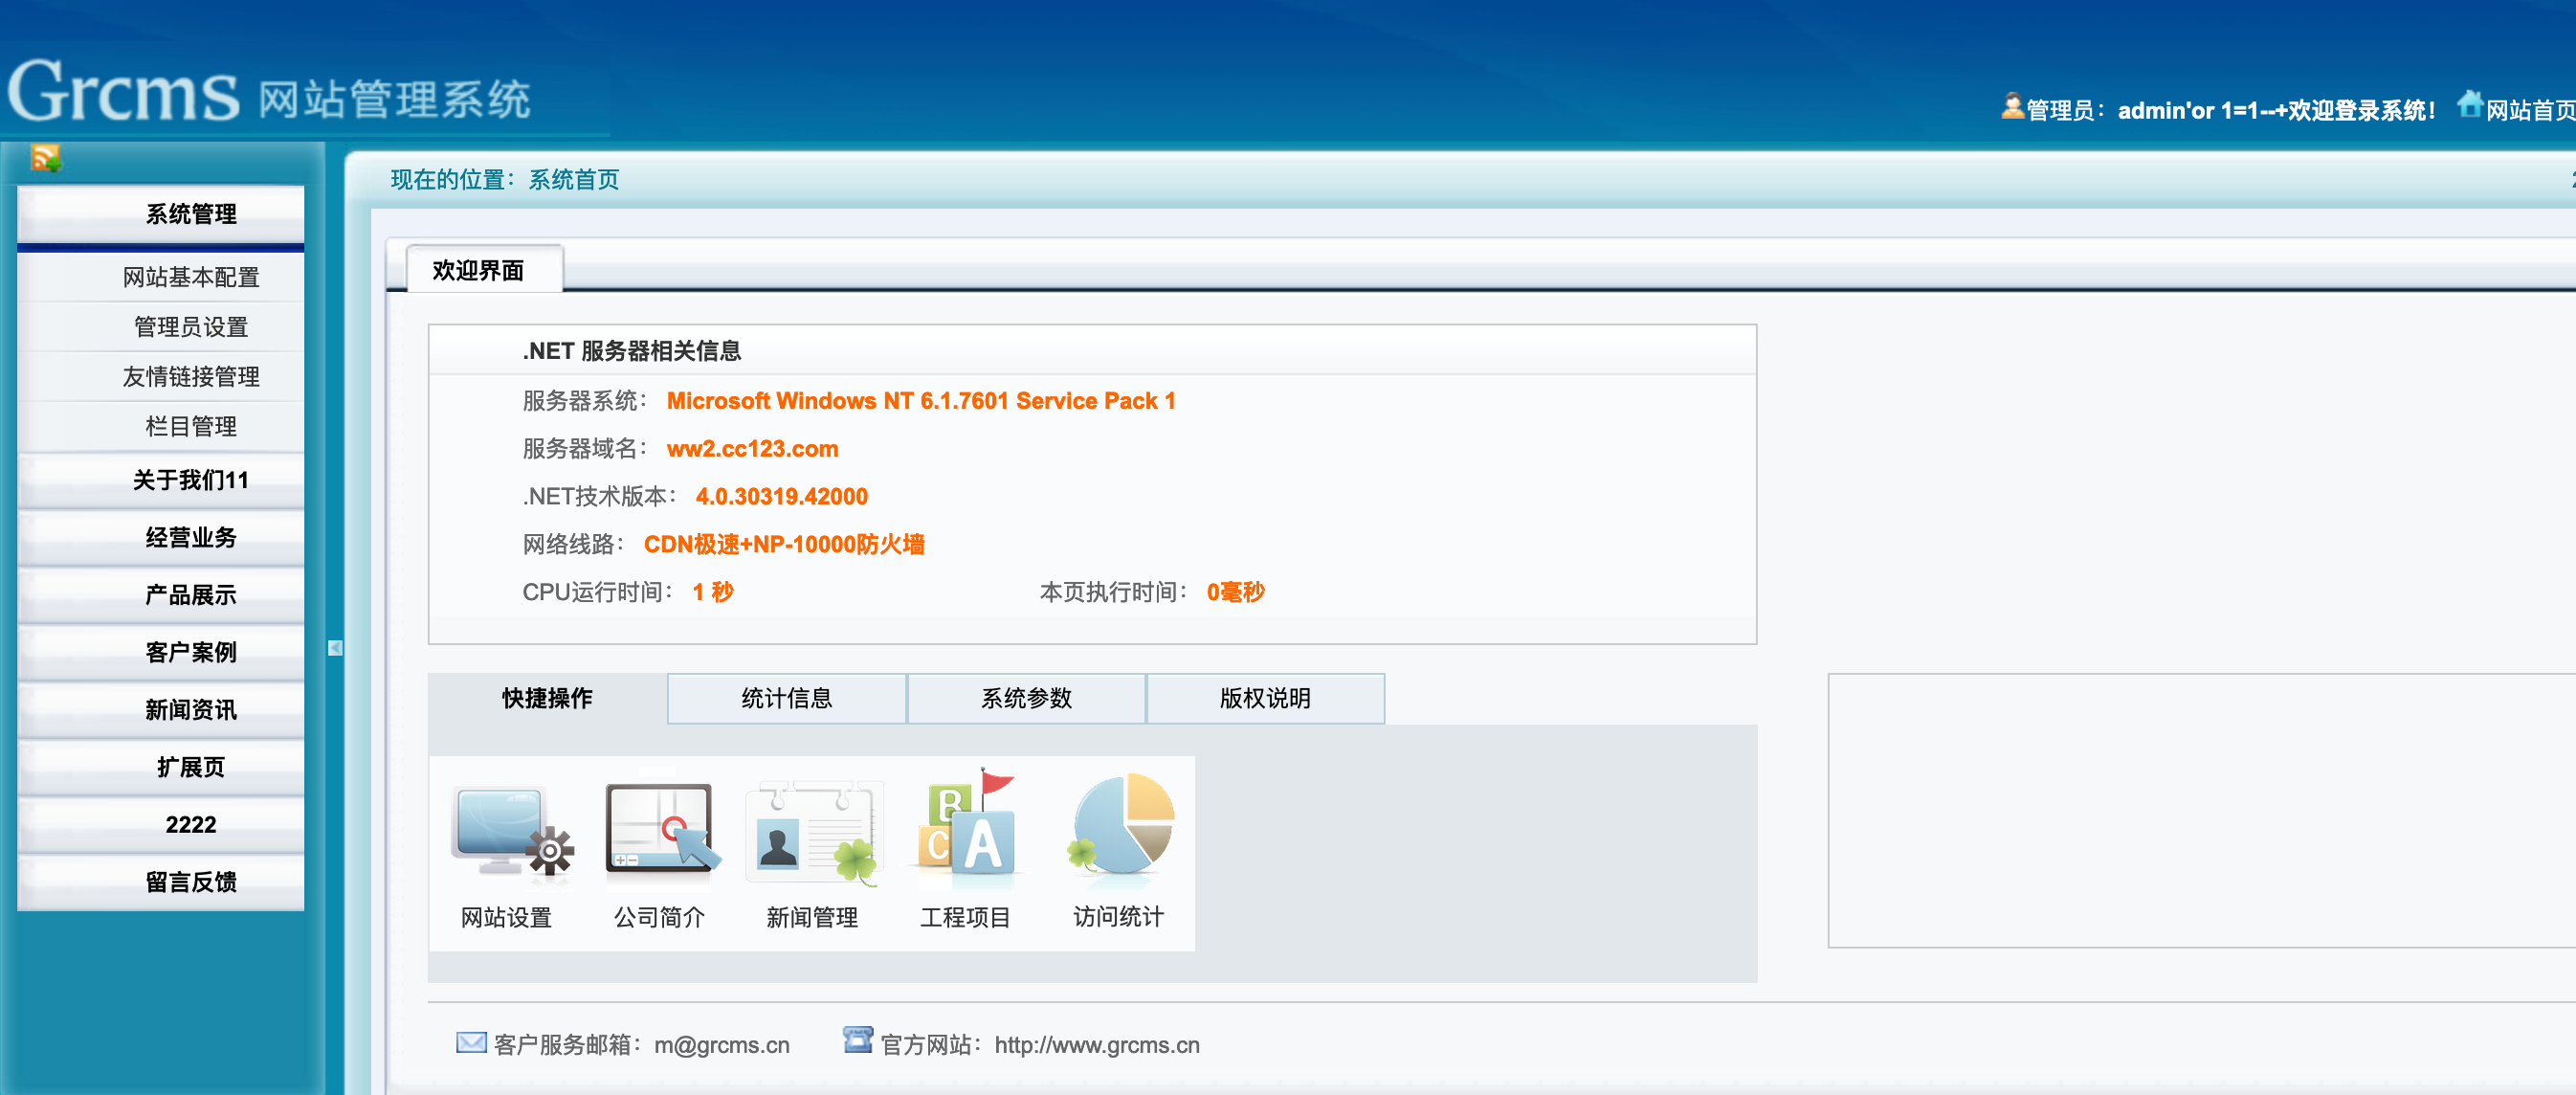 Grcms 网站管理系统
管理员：admin'or 1=1--+欢迎登录系统！ 网站首页
现在的位置：系统首页
系统管理
网站基本配置
管理员设置
友情链接管理
栏目管理
关于我们11
经营业务
产品展示
客户案例
新闻资讯
扩展页
2222
留言反馈
欢迎界面
.NET 服务器相关信息
服务器系统： Microsoft Windows NT 6.1.7601 Service Pack 1
服务器域名： ww2.cc123.com
.NET技术版本： 4.0.30319.42000
网络线路： CDN极速+NP-10000防火墙
CPU运行时间： 1 秒 本页执行时间： 0毫秒
快捷操作 统计信息 系统参数 版权说明
B
C A
网站设置 公司简介 新闻管理 工程项目 访问统计
客户服务邮箱：m@grcms.cn 官方网站：http://www.grcms.cn